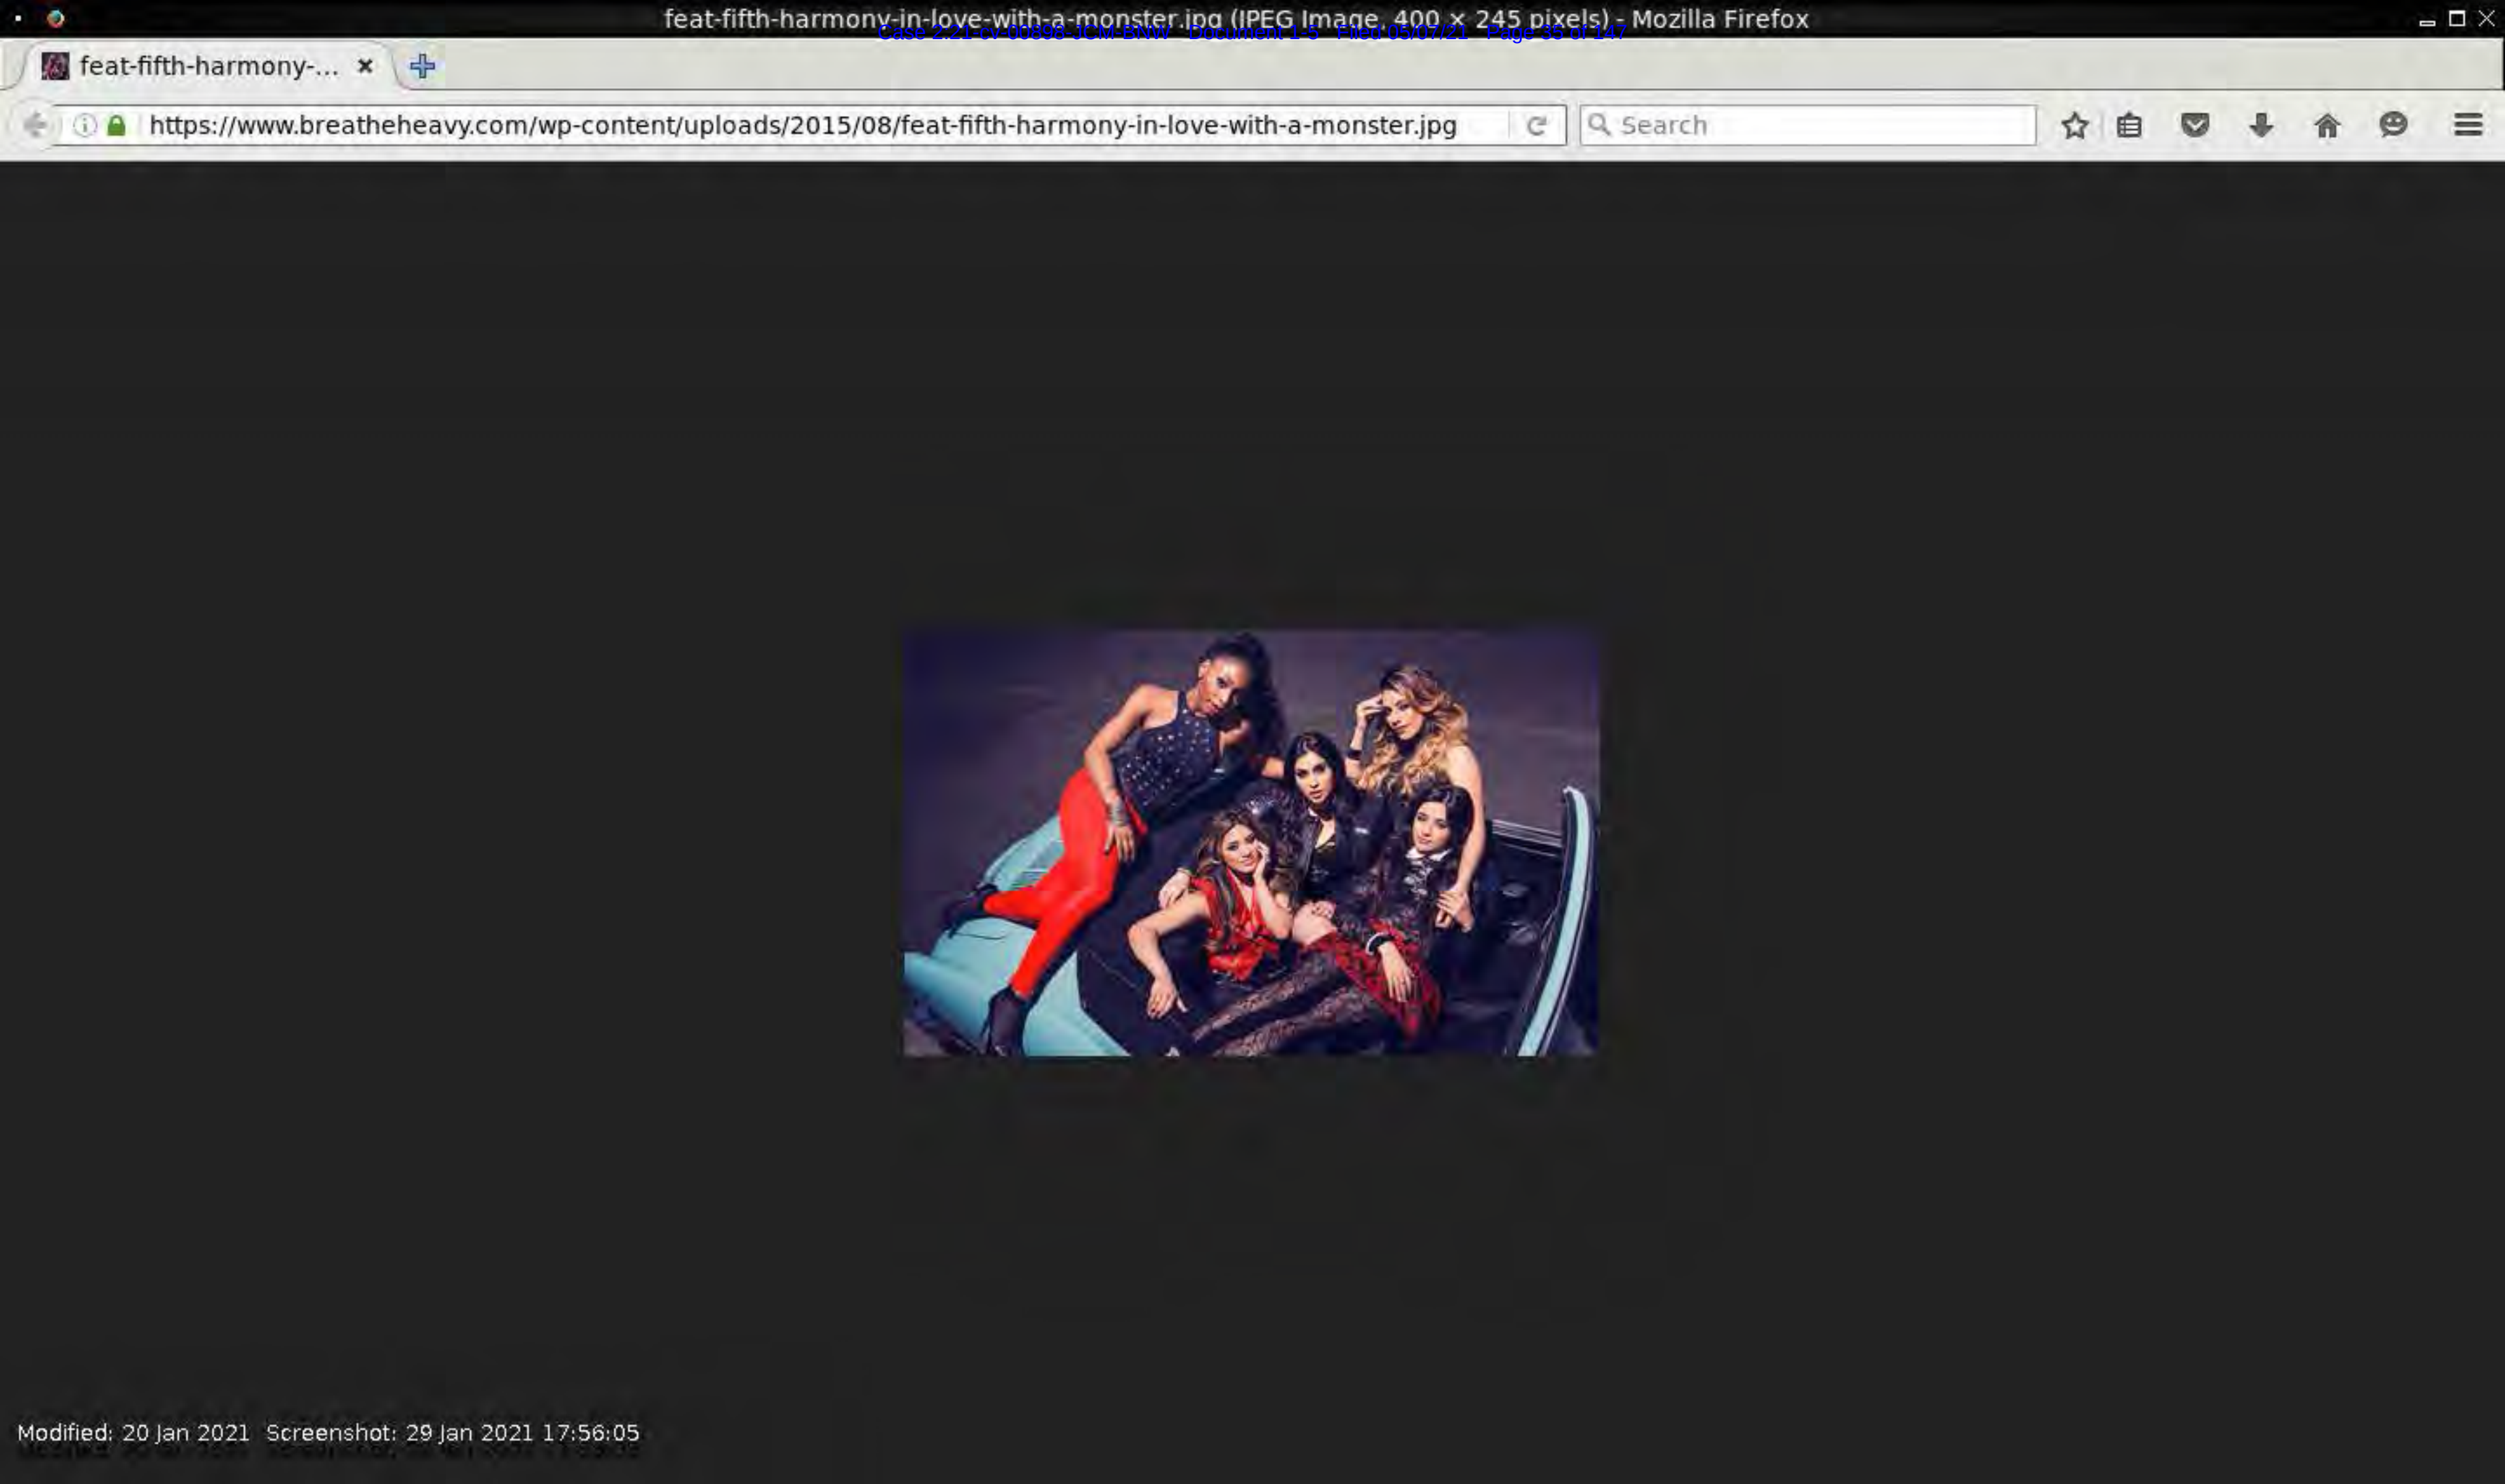 feat-fifth-harmony-in-love-with-a-monster.jpg (JPEG Image, 400 × 245 pixels) - Mozilla Firefox
Case 2:21-cv-00898-JCM-BNW Document 1-5 Filed 05/07/21 Page 35 of 147
feat-fifth-harmony-...
https://www.breatheheavy.com/wp-content/uploads/2015/08/feat-fifth-harmony-in-love-with-a-monster.jpg
Search
Modified: 20 Jan 2021 Screenshot: 29 Jan 2021 17:56:05